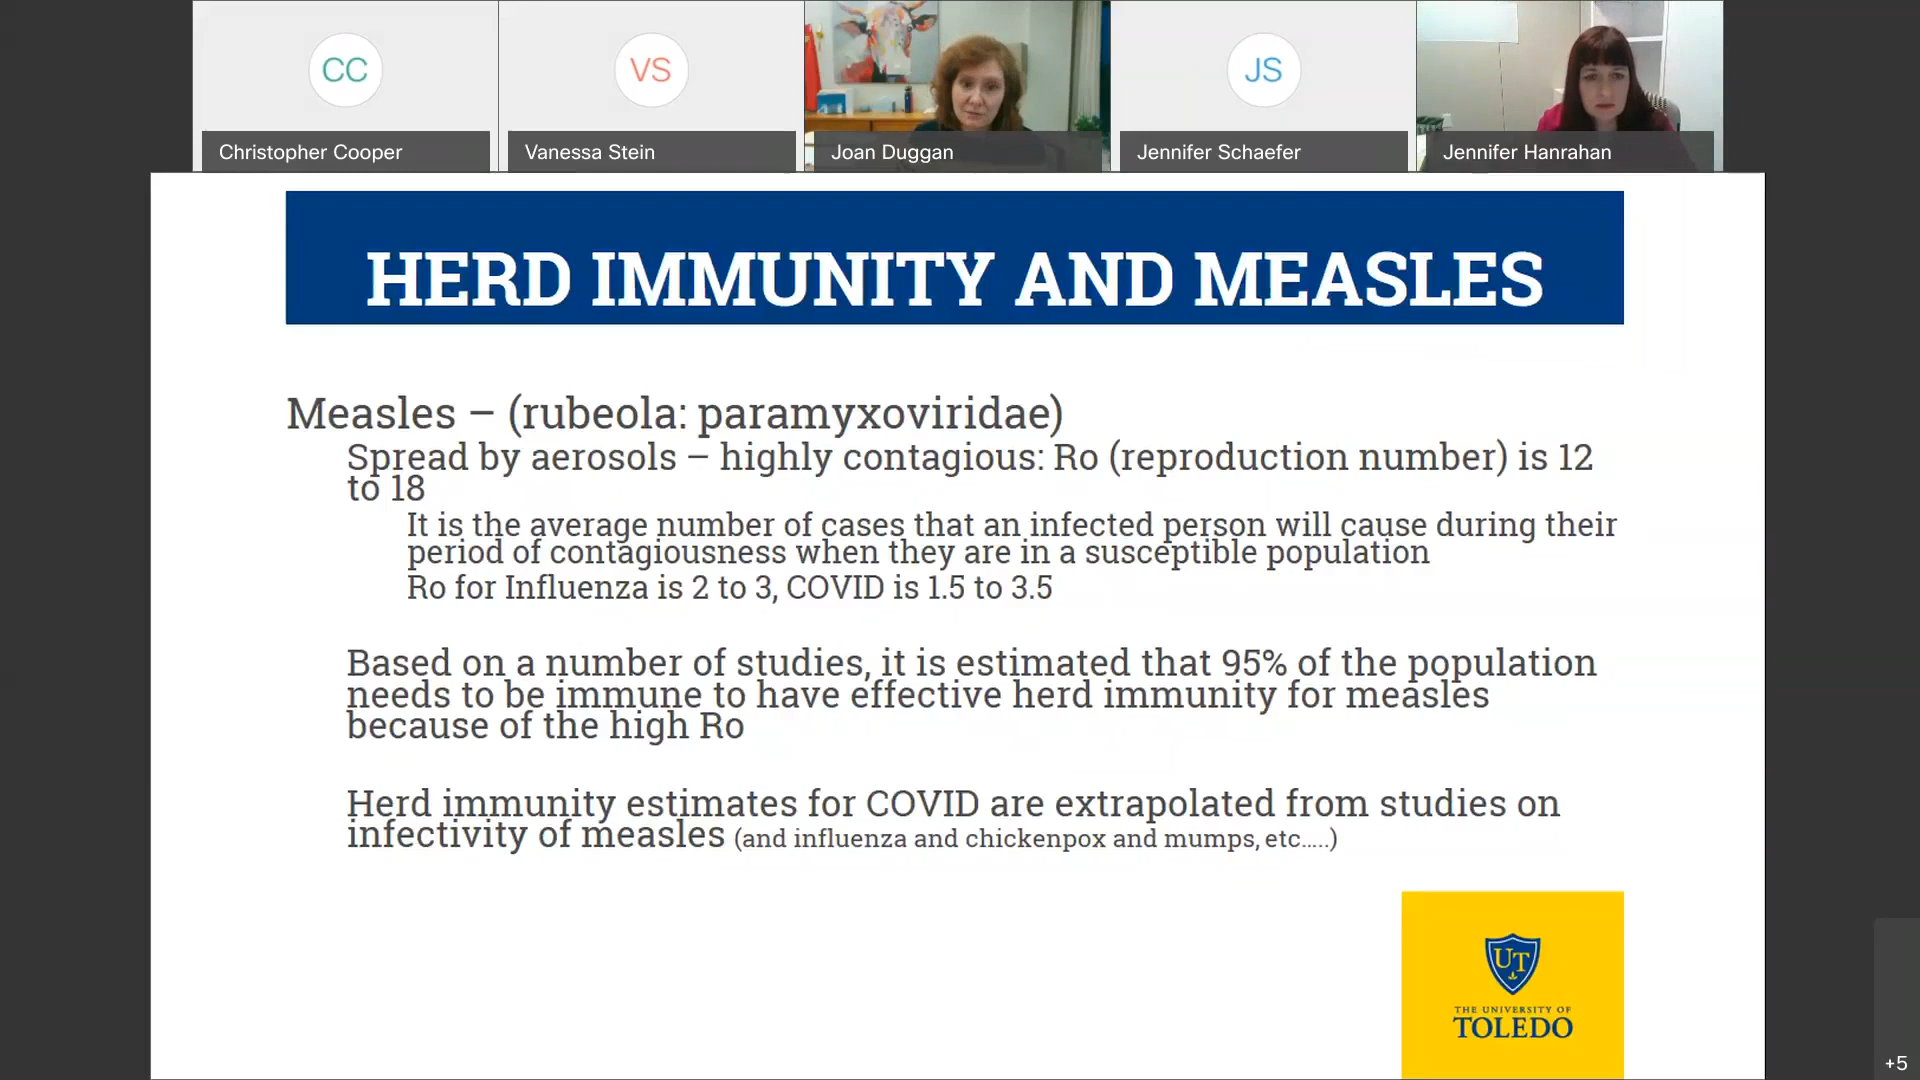 CC
VS
JS
Christopher Cooper
Vanessa Stein
Joan Duggan
Jennifer Schaefer
Jennifer Hanrahan
HERD IMMUNITY AND MEASLES
Measles – (rubeola: paramyxoviridae)
Spread by aerosols – highly contagious: Ro (reproduction number) is 12
to 18
It is the average number of cases that an infected person will cause during their
period of contagiousness when they are in a susceptible population
Ro for Influenza is 2 to 3, COVID is 1.5 to 3.5
Based on a number of studies, it is estimated that 95% of the population
needs to be immune to have effective herd immunity for measles
because of the high Ro
Herd immunity estimates for COVID are extrapolated from studies on
infectivity of measles (and influenza and chickenpox and mumps, etc.....)
UT
THE UNIVERSITY OF
TOLEDO
+5